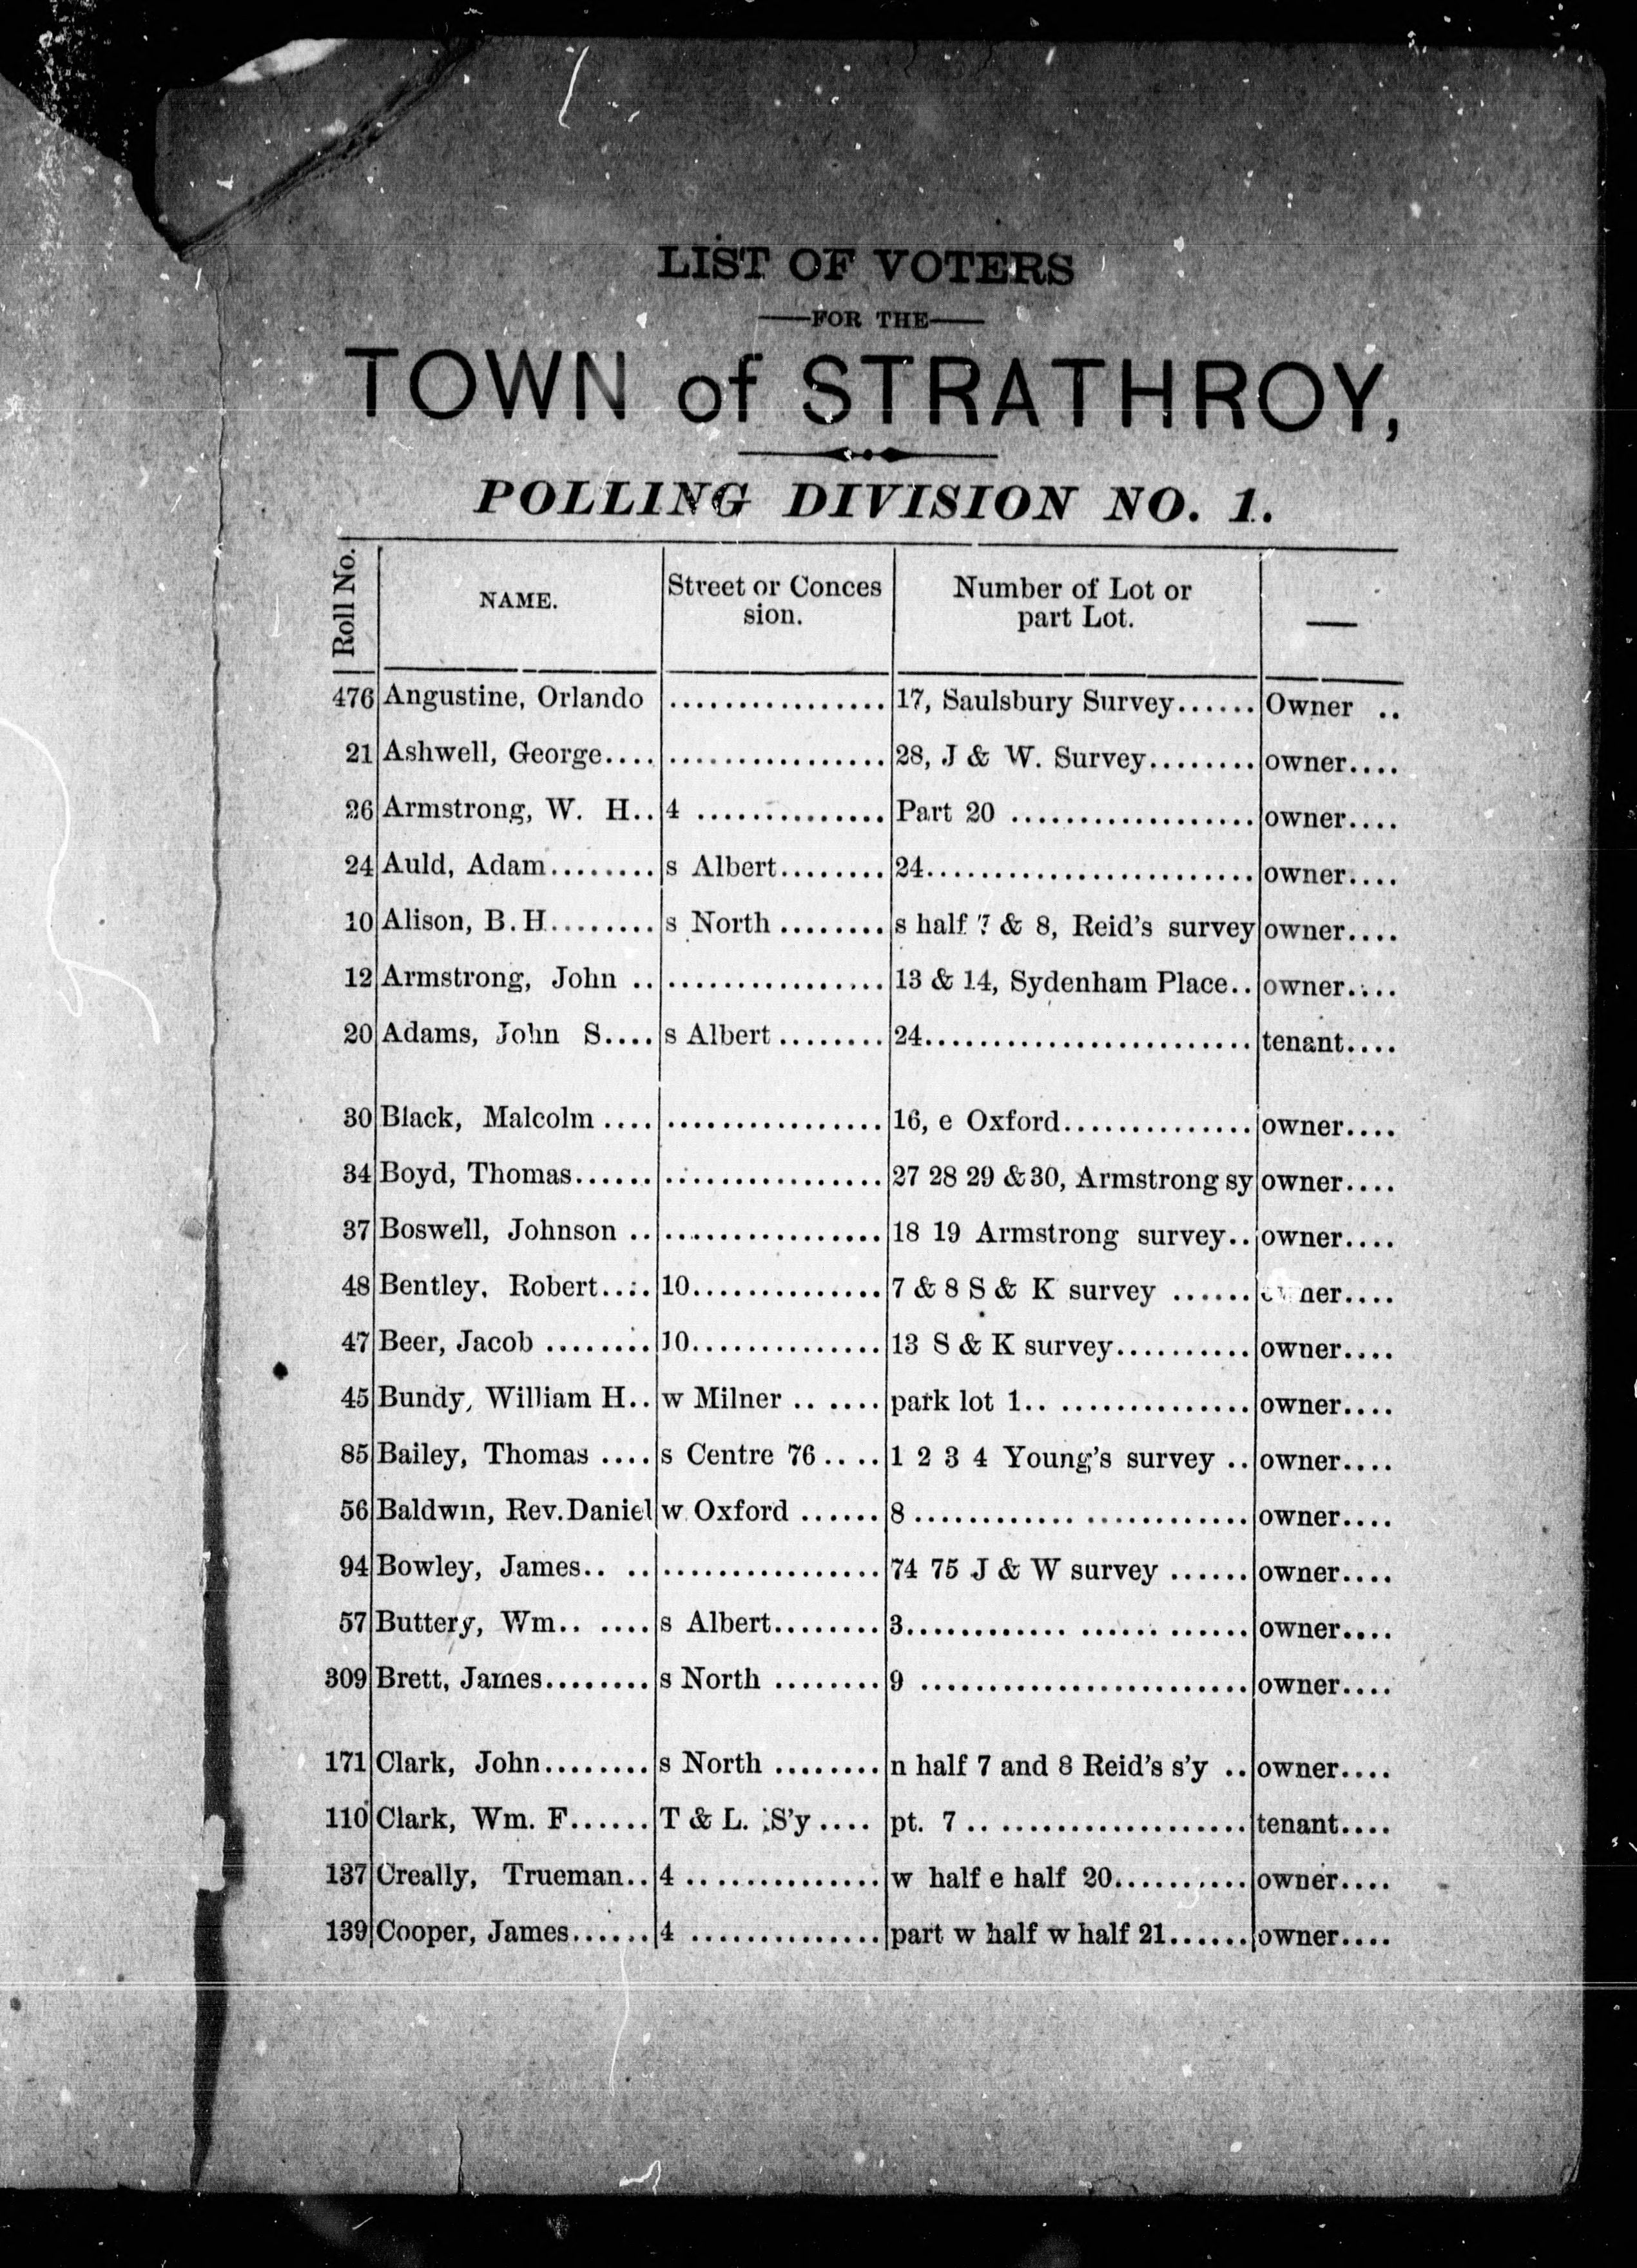 LIST OF VOTERS
—FOR THE—
TOWN of STRATHROY,
POLLING DIVISION NO. 1.
Roll No. NAME. Street or Conces Number of Lot or —
sion. part Lot.
476 Angustine, Orlando ................ 17, Saulsbury Survey...... Owner ..
21 Ashwell, George.... ................ 28, J & W. Survey........ owner....
26 Armstrong, W. H.. 4 .............. Part 20 .................. owner....
24 Auld, Adam........ s Albert........ 24........................ owner....
10 Alison, B. H........ s North ........ s half 7 & 8, Reid's survey owner....
12 Armstrong, John .. ................ 13 & 14, Sydenham Place.. owner....
20 Adams, John S.... s Albert ........ 24........................ tenant....
30 Black, Malcolm .... ................ 16, e Oxford.............. owner....
34 Boyd, Thomas...... ................ 27 28 29 & 30, Armstrong sy owner....
37 Boswell, Johnson .. ................ 18 19 Armstrong survey.. owner....
48 Bentley, Robert.... 10.............. 7 & 8 S & K survey ...... owner....
47 Beer, Jacob ........ 10.............. 13 S & K survey.......... owner....
45 Bundy, William H.. w Milner .. .... park lot 1.. .............. owner....
85 Bailey, Thomas .... s Centre 76 .... 1 2 3 4 Young's survey .. owner....
56 Baldwin, Rev. Daniel w Oxford ...... 8 ............ ............ owner....
94 Bowley, James.. .. ................ 74 75 J & W survey ...... owner....
57 Buttery, Wm.. .... s Albert........ 3............ ...... ...... owner....
309 Brett, James........ s North ........ 9 ........................ owner....
171 Clark, John........ s North ........ n half 7 and 8 Reid's s'y .. owner....
110 Clark, Wm. F...... T & L. S'y .... pt. 7 .. .................. tenant....
137 Creally, Trueman.. 4 .............. w half e half 20.......... owner....
139 Cooper, James...... 4 .............. part w half w half 21...... owner....